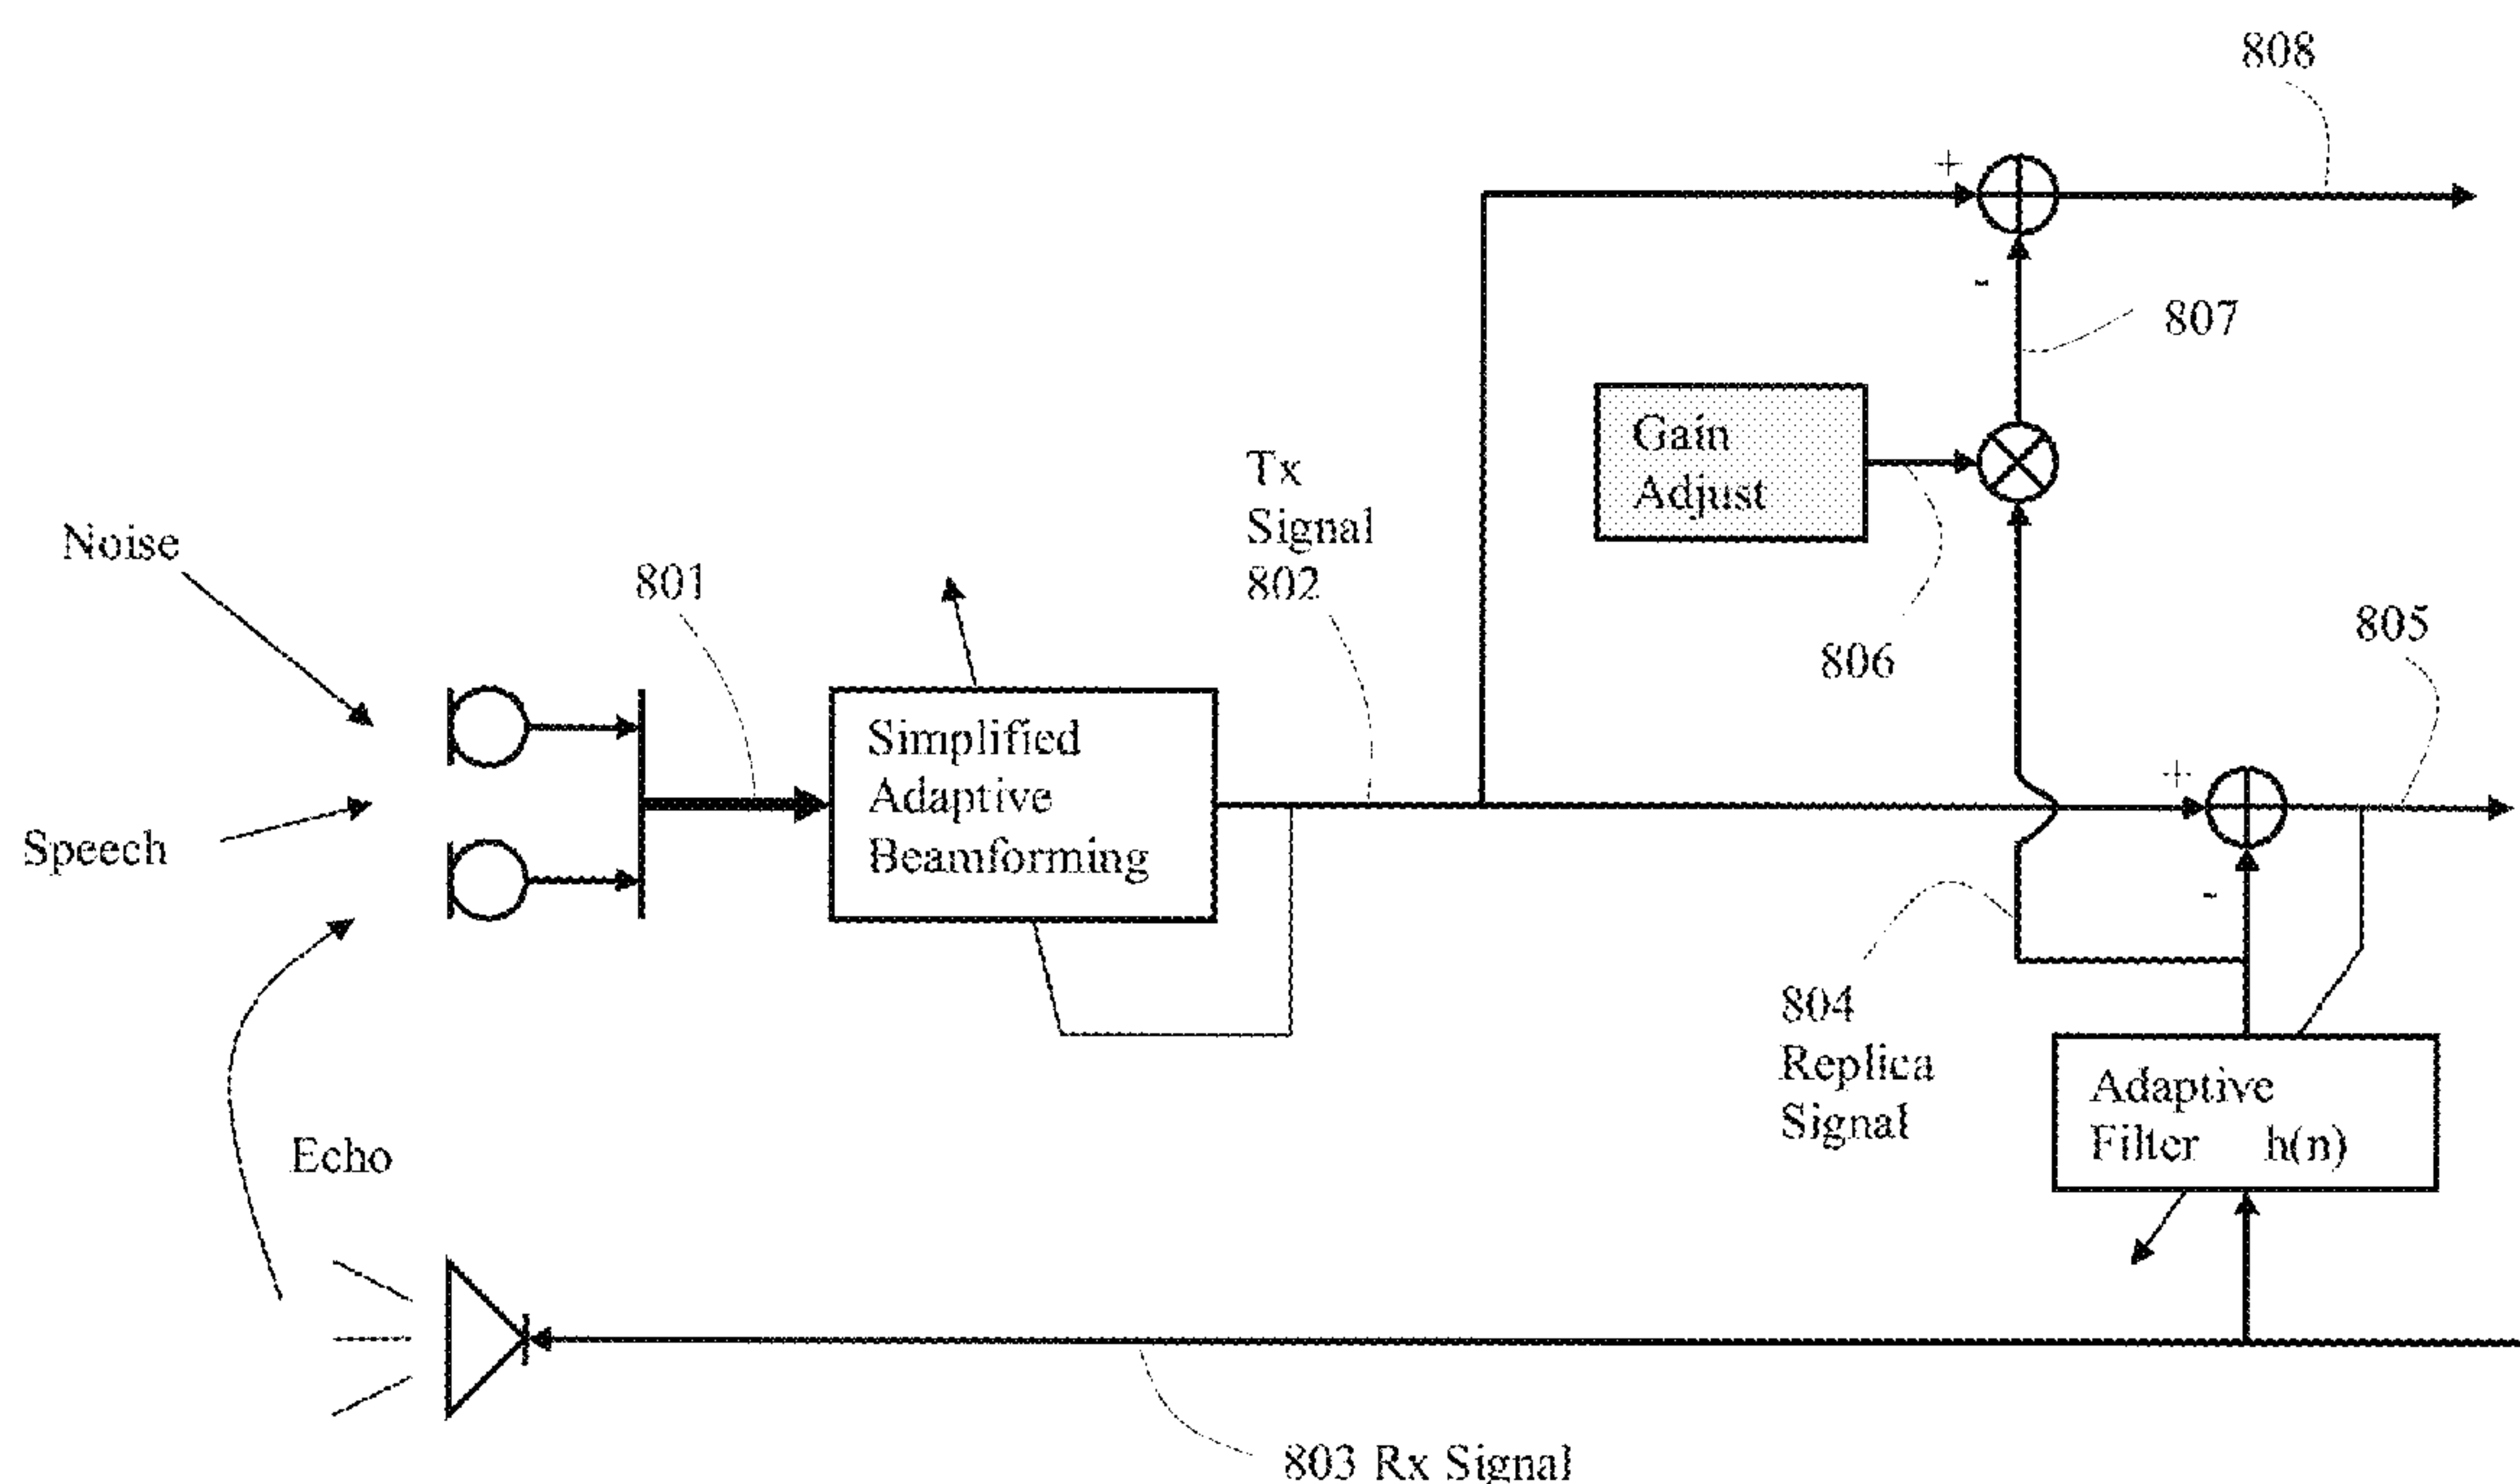 808
+
-
807
Gain
Adjust
Tx
Signal
802
Noise
801
806
805
Simplified
Adaptive
Beamforming
+
Speech
-
804
Replica
Signal
Adaptive
Filter h(n)
Echo
803 Rx Signal